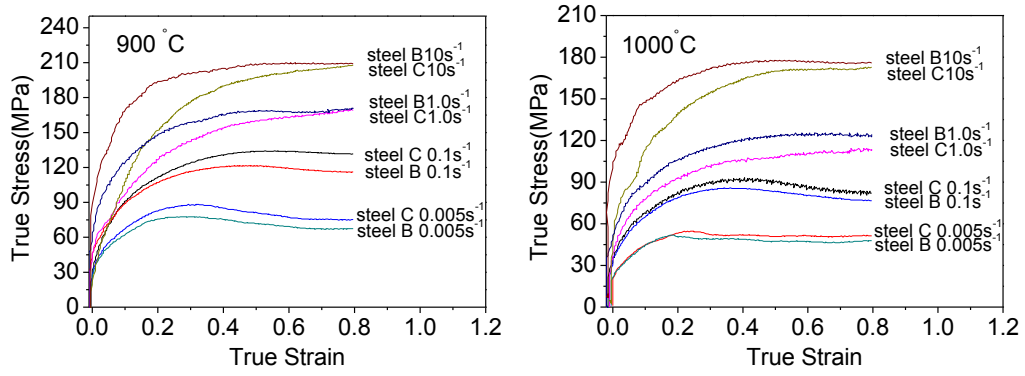 240
210
180
150
120
90
60
30
0
True Stress(MPa)
900 °C
steel B10s⁻¹
steel C10s⁻¹
steel B1.0s⁻¹
steel C1.0s⁻¹
steel C 0.1s⁻¹
steel B 0.1s⁻¹
steel C 0.005s⁻¹
steel B 0.005s⁻¹
0.0 0.2 0.4 0.6 0.8 1.0 1.2
True Strain
210
180
150
120
90
60
30
0
True Stress(MPa)
1000°C
steel B10s⁻¹
steel C10s⁻¹
steel B1.0s⁻¹
steel C1.0s⁻¹
steel C 0.1s⁻¹
steel B 0.1s⁻¹
steel C 0.005s⁻¹
steel B 0.005s⁻¹
0.0 0.2 0.4 0.6 0.8 1.0 1.2
True Strain